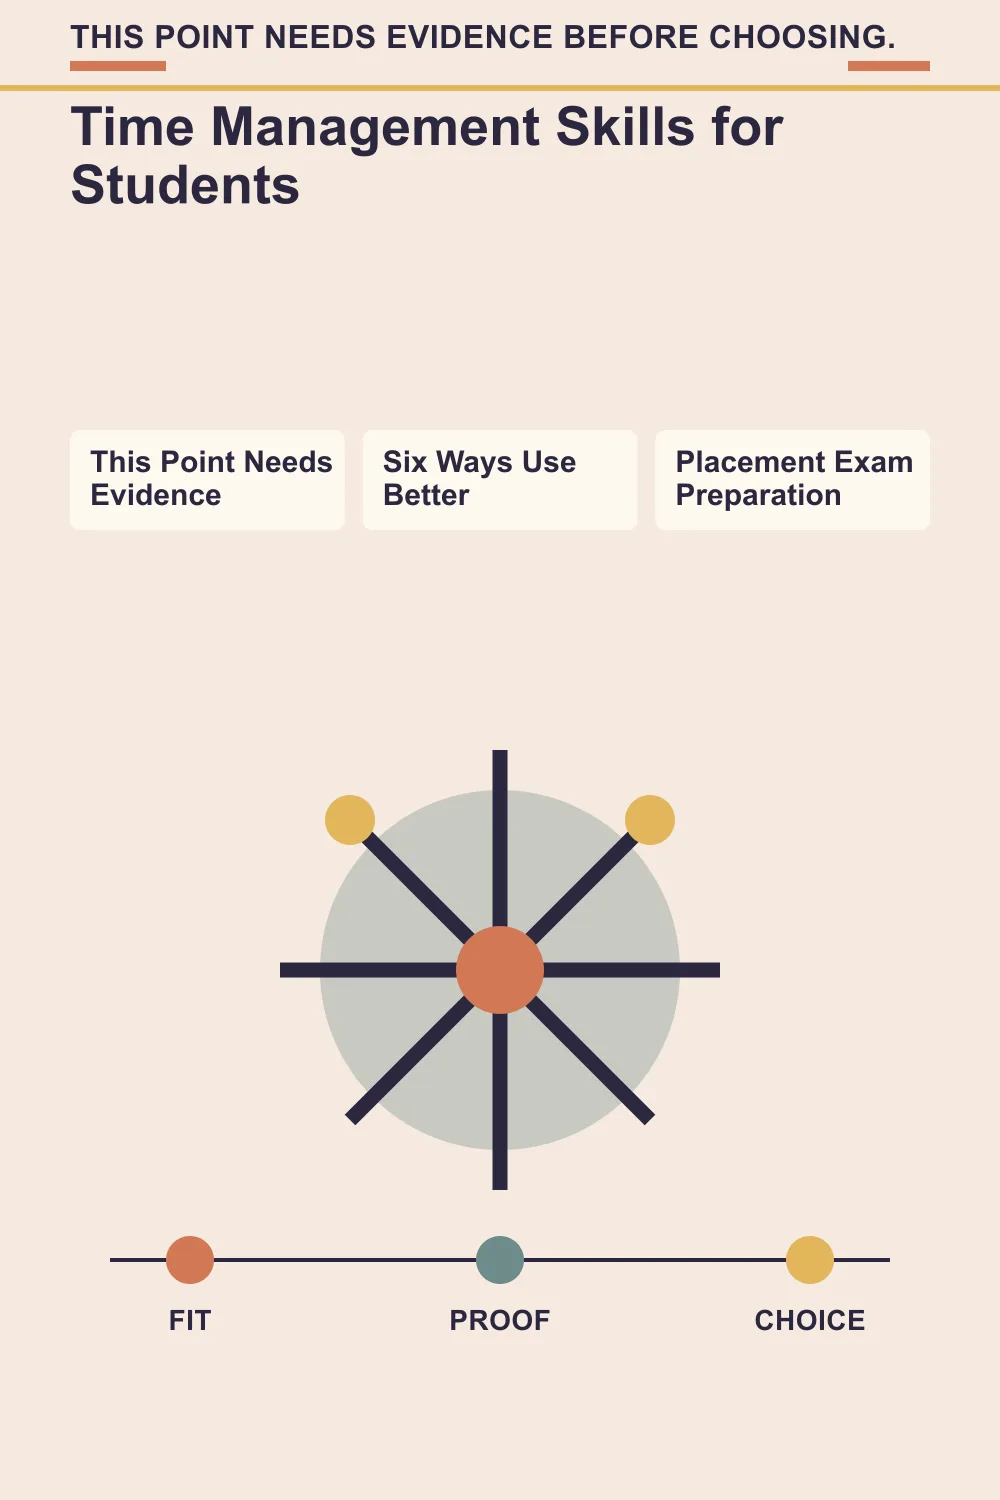 THIS POINT NEEDS EVIDENCE BEFORE CHOOSING.
Time Management Skills for
Students
This Point Needs
Evidence
Six Ways Use
Better
Placement Exam
Preparation
FIT
PROOF
CHOICE